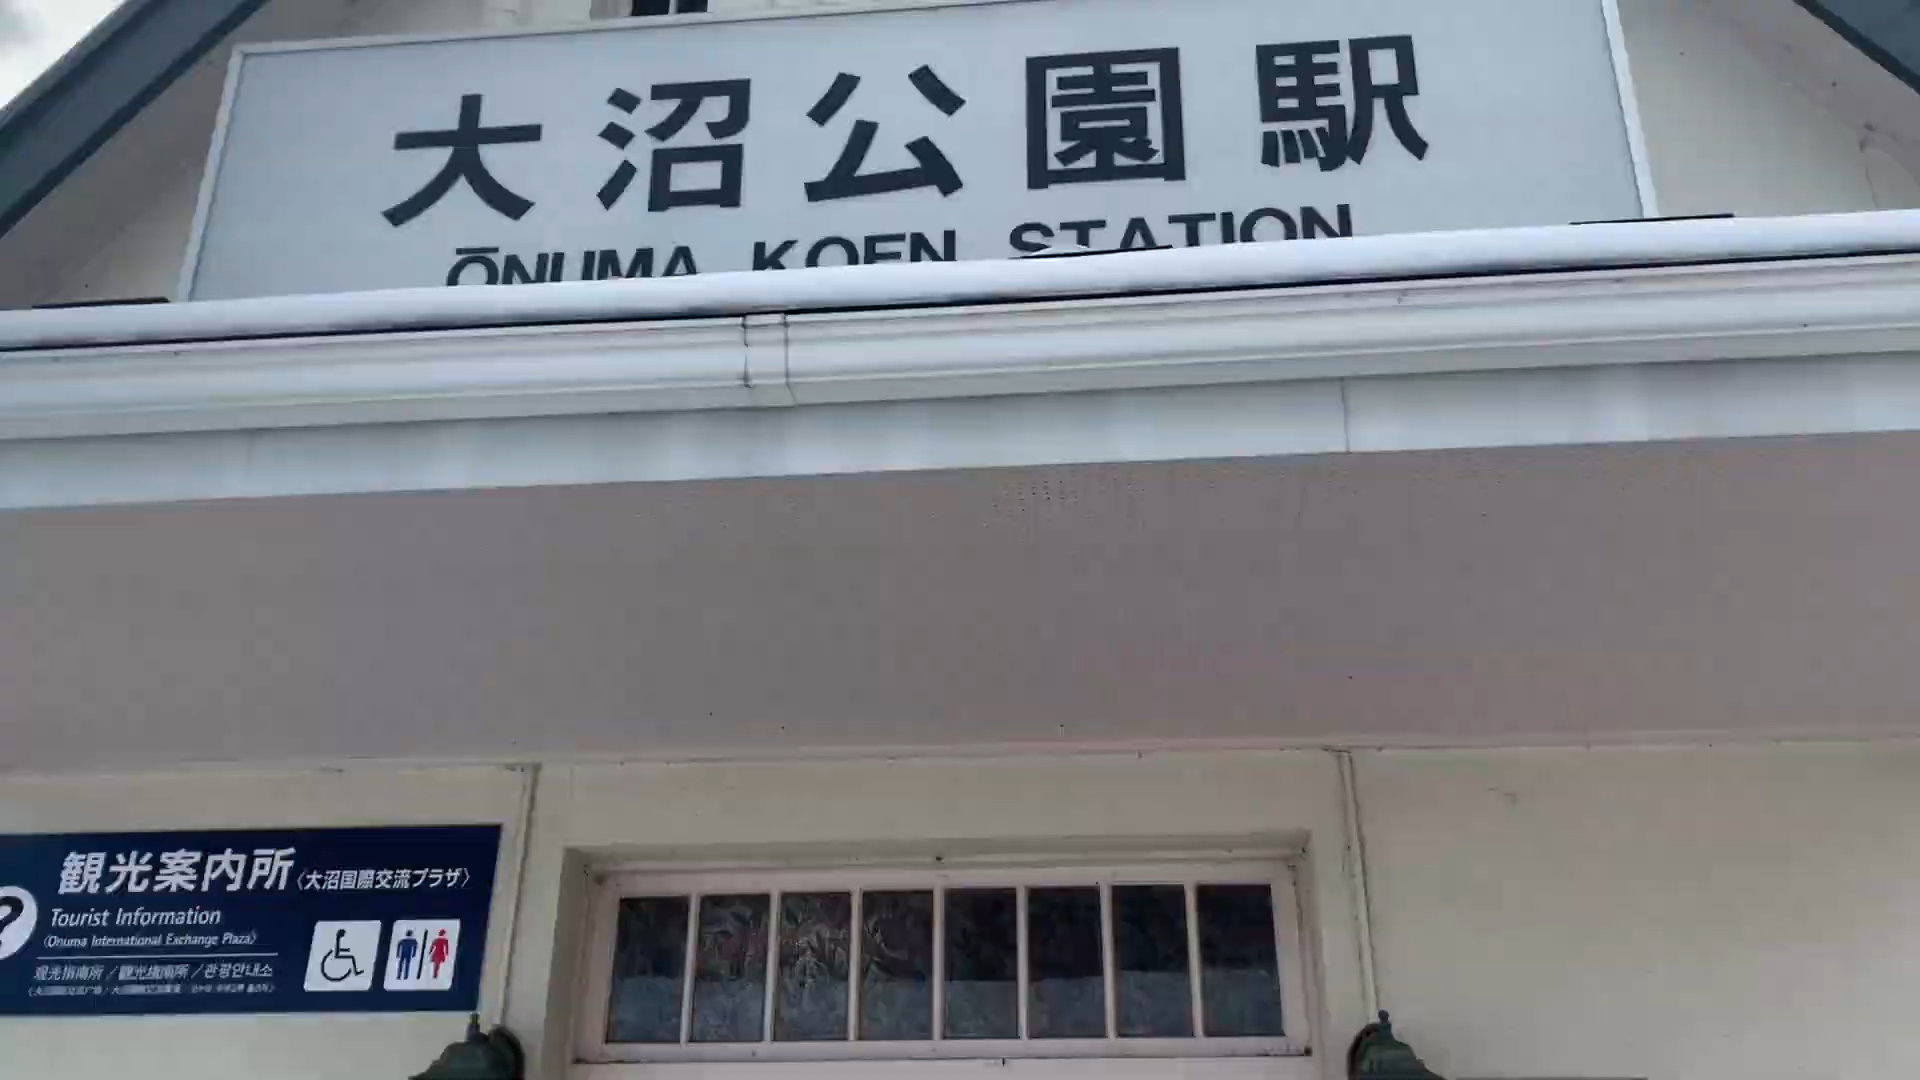 大沼公園駅
ŌNUMA KOEN STATION
観光案内所〈大沼国際交流プラザ〉
?
Tourist Information
〈Onuma International Exchange Plaza〉
观光指南所／觀光指南所／관광안내소